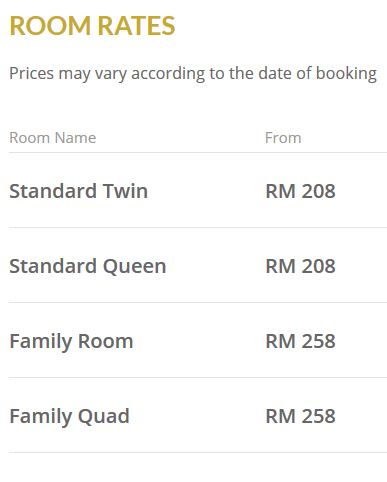 ROOM RATES
Prices may vary according to the date of booking
Room Name From
Standard Twin RM 208
Standard Queen RM 208
Family Room RM 258
Family Quad RM 258